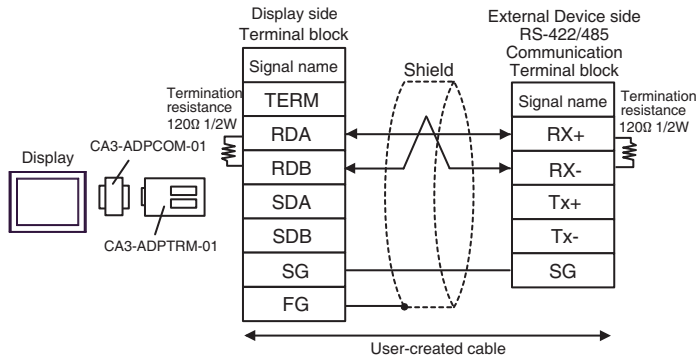 Display side
Terminal block
External Device side
RS-422/485
Communication
Terminal block
Signal name
TERM
RDA
RDB
SDA
SDB
SG
FG
Shield
Signal name
RX+
RX-
Tx+
Tx-
SG
Termination
resistance
120Ω 1/2W
Termination
resistance
120Ω 1/2W
Display
CA3-ADPCOM-01
CA3-ADPTRM-01
User-created cable